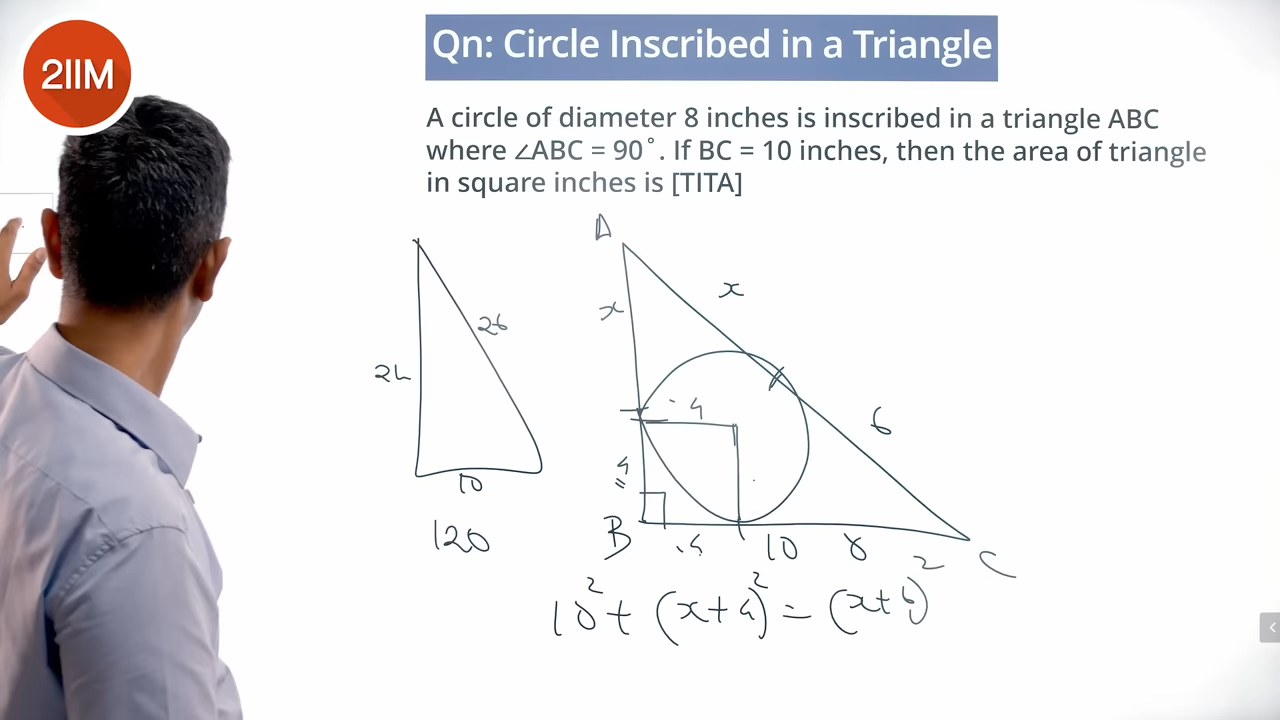 2IIM
Qn: Circle Inscribed in a Triangle
A circle of diameter 8 inches is inscribed in a triangle ABC
where ∠ABC = 90°. If BC = 10 inches, then the area of triangle
in square inches is [TITA]
A
x
x
26
24
4
6
4
10
120
B
10
C
10² + (x+4)² = (x+6)²